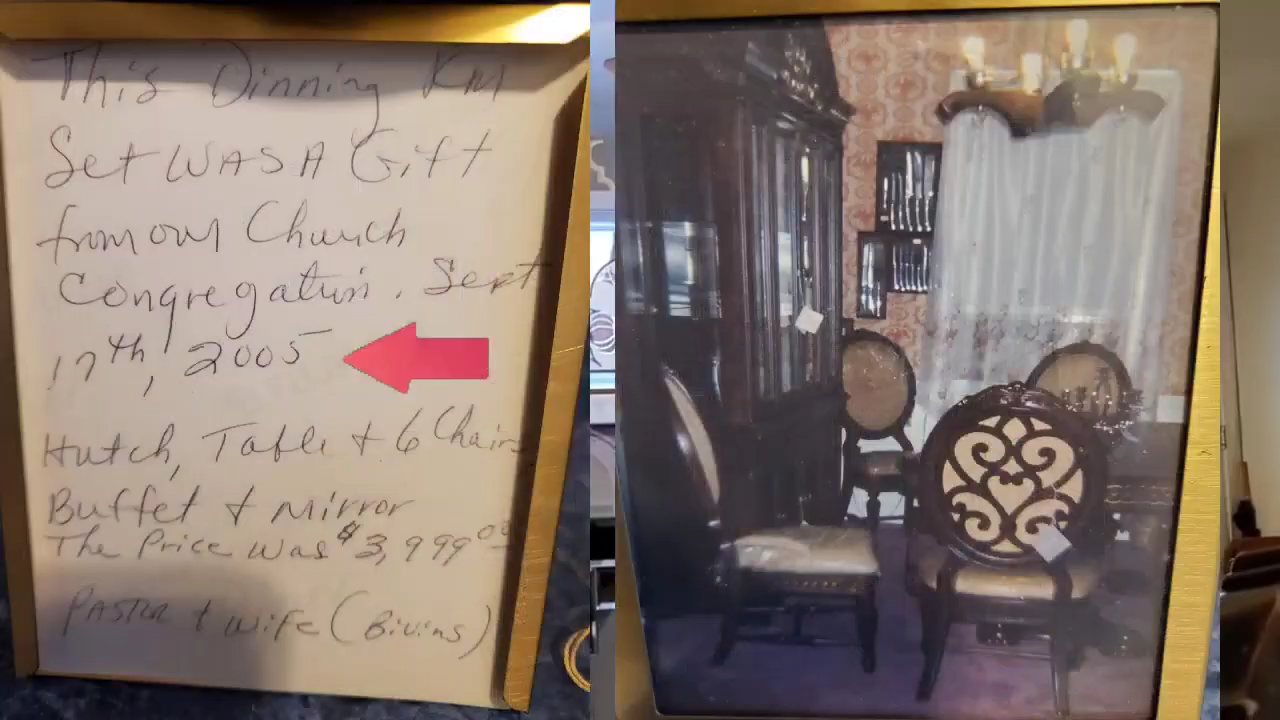 This Dinning Rm
Set WAS A Gift
from our Church
Congregation. Sept
17th, 2005
Hutch, Table + 6 Chairs
Buffet + Mirror
The Price Was $3,999.00
PASTOR + Wife (Bivins)